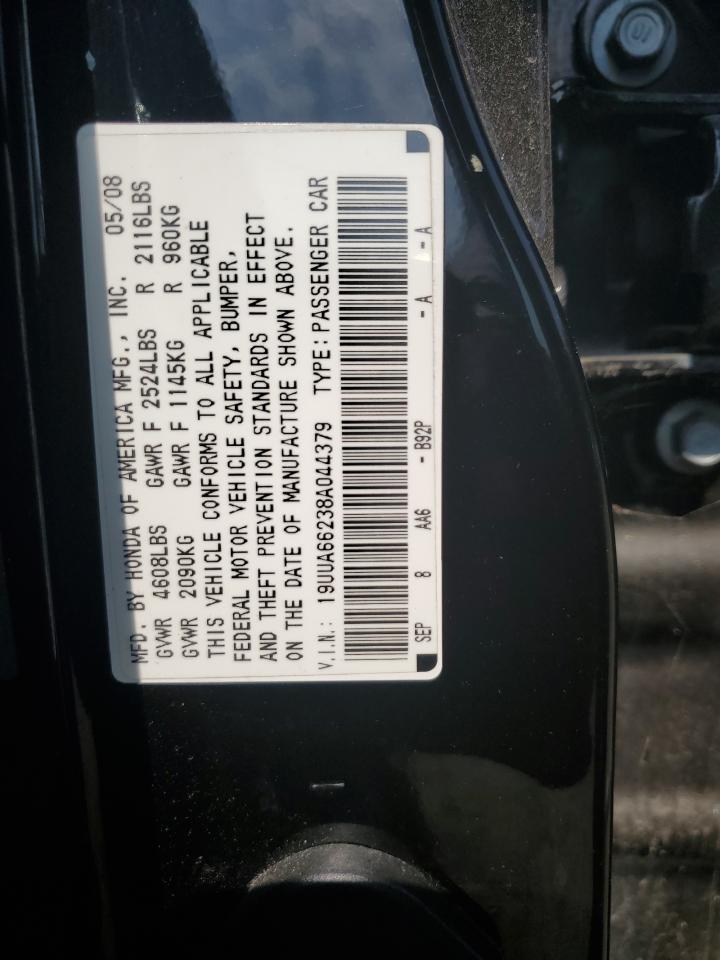 MFD. BY HONDA OF AMERICA MFG., INC. 05/08
GVWR 4608LBS GAWR F 2524LBS R 2116LBS
GVWR 2090KG GAWR F 1145KG R 960KG
THIS VEHICLE CONFORMS TO ALL APPLICABLE
FEDERAL MOTOR VEHICLE SAFETY, BUMPER,
AND THEFT PREVENTION STANDARDS IN EFFECT
ON THE DATE OF MANUFACTURE SHOWN ABOVE.
V.I.N.: 19UUA66238A044379 TYPE:PASSENGER CAR
SEP 8 AA6 - B92P - A - A